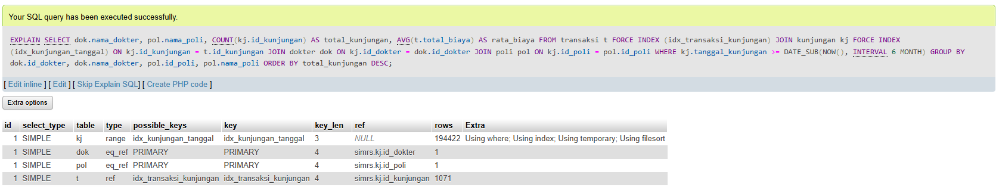 Your SQL query has been executed successfully.
EXPLAIN SELECT dok.nama_dokter, pol.nama_poli, COUNT(kj.id_kunjungan) AS total_kunjungan, AVG(t.total_biaya) AS rata_biaya FROM transaksi t FORCE INDEX (idx_transaksi_kunjungan) JOIN kunjungan kj FORCE INDEX
(idx_kunjungan_tanggal) ON kj.id_kunjungan = t.id_kunjungan JOIN dokter dok ON kj.id_dokter = dok.id_dokter JOIN poli pol ON kj.id_poli = pol.id_poli WHERE kj.tanggal_kunjungan >= DATE_SUB(NOW(), INTERVAL 6 MONTH) GROUP BY
dok.id_dokter, dok.nama_dokter, pol.id_poli, pol.nama_poli ORDER BY total_kunjungan DESC;
[ Edit inline ] [ Edit ] [ Skip Explain SQL] [ Create PHP code ]
Extra options
id select_type table type possible_keys key key_len ref rows Extra
1 SIMPLE kj range idx_kunjungan_tanggal idx_kunjungan_tanggal 3 NULL 194422 Using where; Using index; Using temporary; Using filesort
1 SIMPLE dok eq_ref PRIMARY PRIMARY 4 simrs.kj.id_dokter 1
1 SIMPLE pol eq_ref PRIMARY PRIMARY 4 simrs.kj.id_poli 1
1 SIMPLE t ref idx_transaksi_kunjungan idx_transaksi_kunjungan 4 simrs.kj.id_kunjungan 1071